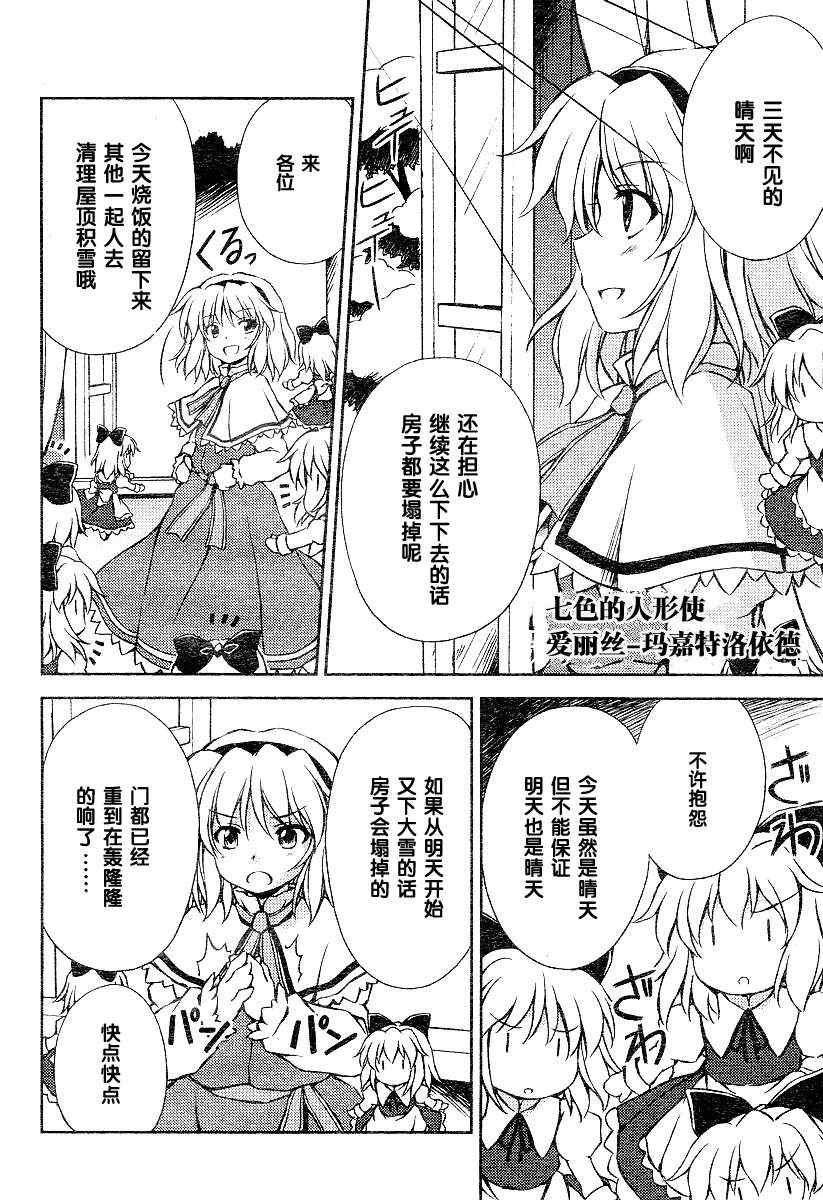 三天不见的
晴天啊
ヒュー
ヒュー
还在担心
继续这么下下去的话
房子都要塌掉呢
七色的人形使
爱丽丝-玛嘉特洛依德
来
各位
くるっ
今天烧饭的留下来
其他一起人去
清理屋顶积雪哦
不许抱怨
今天虽然是晴天
但不能保证
明天也是晴天
ざわ
ざわ
如果从明天开始
又下大雪的话
房子会塌掉的
门都已经
重到在轰隆隆
的响了……
パン
パン
快点快点